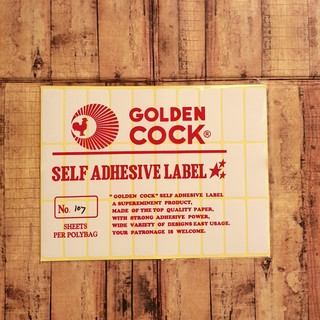 GOLDEN
COCK®
SELF ADHESIVE LABEL
No. 107
SHEETS
PER POLYBAG
"GOLDEN COCK" SELF ADHESIVE LABEL
A SUPEREMINENT PRODUCT,
MADE OF THE TOP QUALITY PAPER,
WITH STRONG ADHESIVE POWER,
WIDE VARIETY OF DESIGNS EASY USAGE.
YOUR PATRONAGE IS WELCOME.